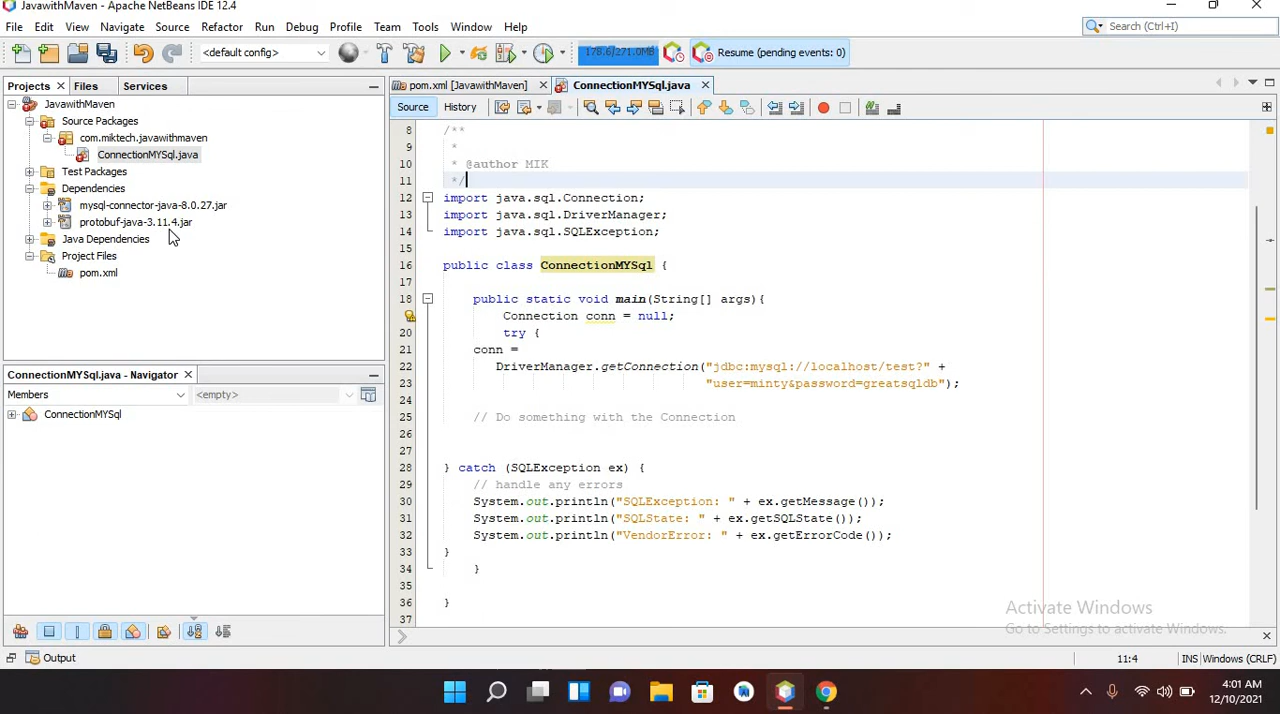 JavawithMaven - Apache NetBeans IDE 12.4
File Edit View Navigate Source Refactor Run Debug Profile Team Tools Window Help
Search (Ctrl+I)
<default config>
178.6/271.0MB
Resume (pending events: 0)
Projects Files Services
pom.xml [JavawithMaven] ConnectionMYSql.java
Source History
JavawithMaven
Source Packages
com.miktech.javawithmaven
ConnectionMYSql.java
Test Packages
Dependencies
mysql-connector-java-8.0.27.jar
protobuf-java-3.11.4.jar
Java Dependencies
Project Files
pom.xml
ConnectionMYSql.java - Navigator
Members <empty>
ConnectionMYSql
8 /**
9 *
10 * @author MIK
11 */
12 import java.sql.Connection;
13 import java.sql.DriverManager;
14 import java.sql.SQLException;
15
16 public class ConnectionMYSql {
17
18 public static void main(String[] args){
Connection conn = null;
20 try {
21 conn =
22 DriverManager.getConnection("jdbc:mysql://localhost/test?" +
23 "user=minty&password=greatsqldb");
24
25 // Do something with the Connection
26
27
28 } catch (SQLException ex) {
29 // handle any errors
30 System.out.println("SQLException: " + ex.getMessage());
31 System.out.println("SQLState: " + ex.getSQLState());
32 System.out.println("VendorError: " + ex.getErrorCode());
33 }
34 }
35
36 }
37
Activate Windows
Go to Settings to activate Windows.
Output
11:4 INS Windows (CRLF)
4:01 AM
12/10/2021